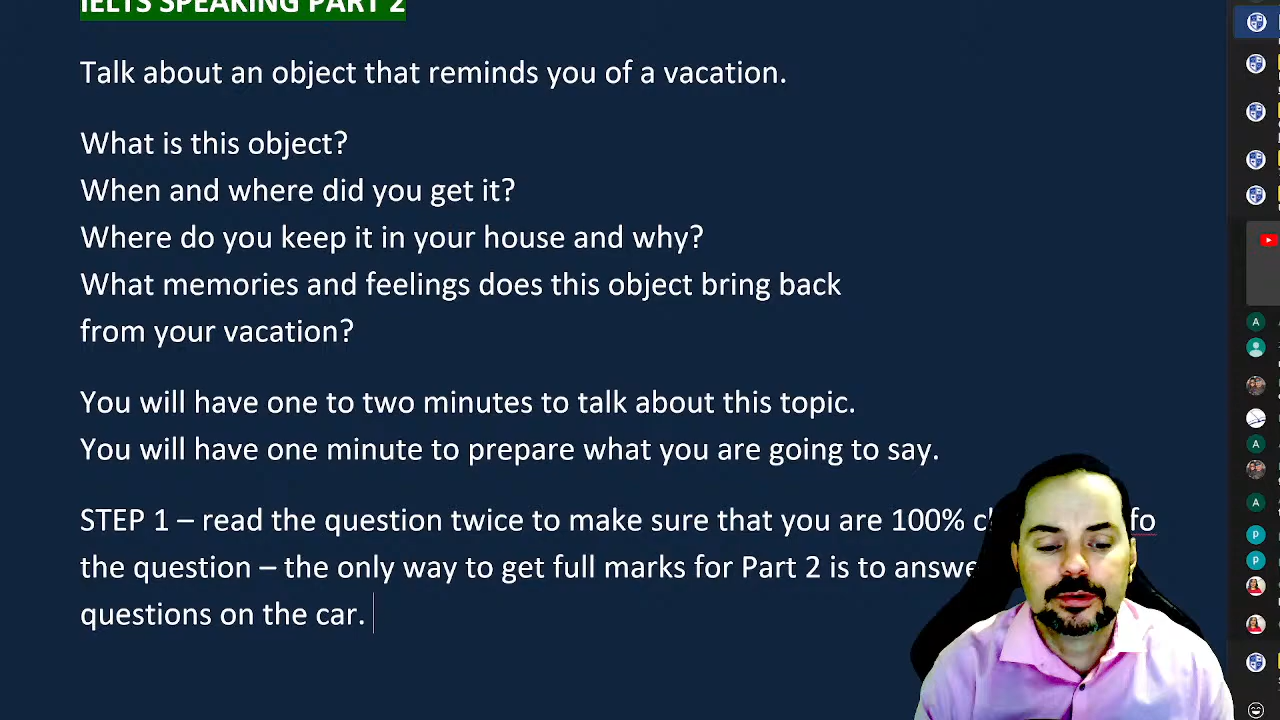 IELTS SPEAKING PART 2
Talk about an object that reminds you of a vacation.
What is this object?
When and where did you get it?
Where do you keep it in your house and why?
What memories and feelings does this object bring back
from your vacation?
You will have one to two minutes to talk about this topic.
You will have one minute to prepare what you are going to say.
STEP 1 – read the question twice to make sure that you are 100% fo
the question – the only way to get full marks for Part 2 is to
questions on the car.
A
A
A
P
P